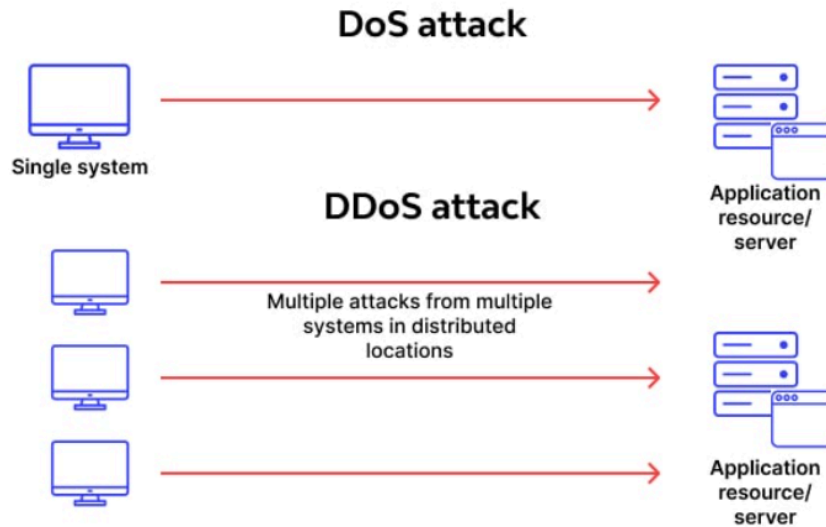 DoS attack
Single system
Application
resource/
server
DDoS attack
Multiple attacks from multiple
systems in distributed
locations
Application
resource/
server